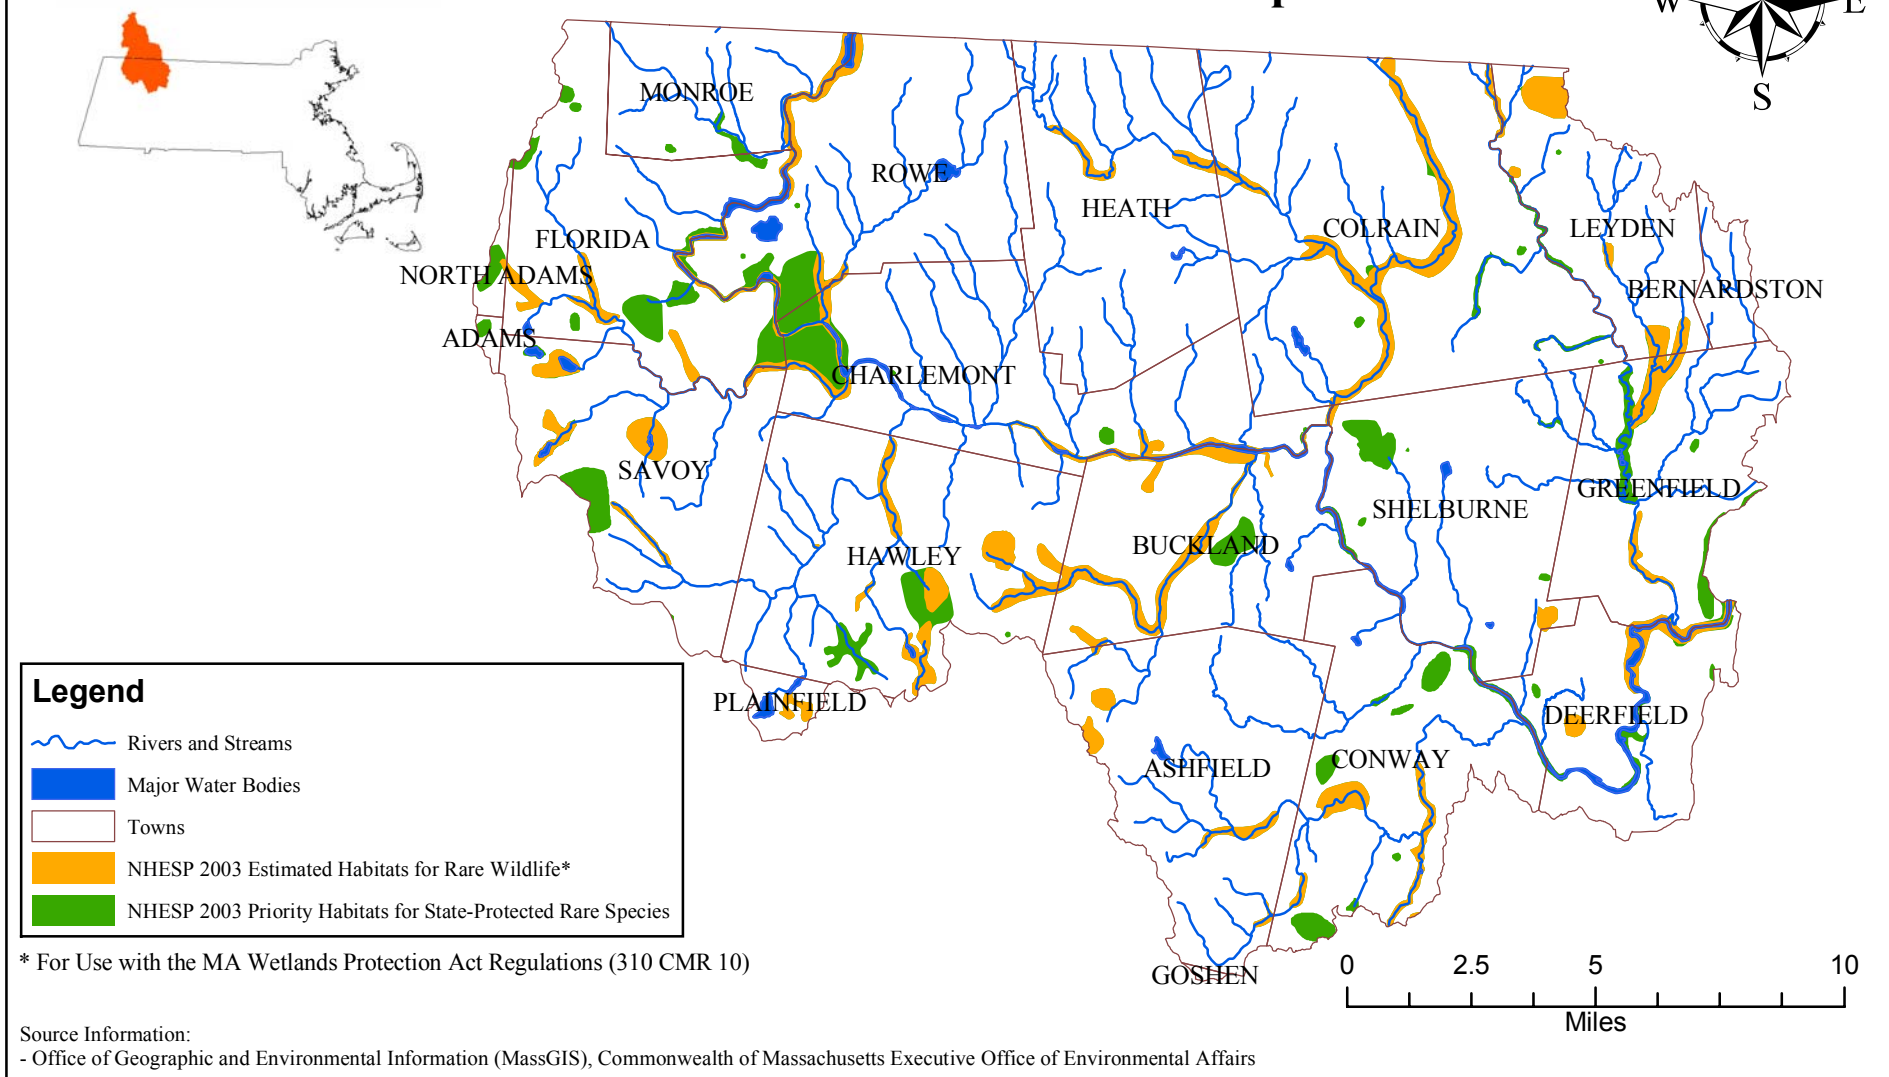 W
E
S
MONROE
ROWE
HEATH
COLRAIN
LEYDEN
FLORIDA
NORTH ADAMS
BERNARDSTON
ADAMS
CHARLEMONT
SAVOY
GREENFIELD
SHELBURNE
BUCKLAND
HAWLEY
PLAINFIELD
DEERFIELD
CONWAY
ASHFIELD
GOSHEN
Legend
Rivers and Streams
Major Water Bodies
Towns
NHESP 2003 Estimated Habitats for Rare Wildlife*
NHESP 2003 Priority Habitats for State-Protected Rare Species
* For Use with the MA Wetlands Protection Act Regulations (310 CMR 10)
0 2.5 5 10
Miles
Source Information:
- Office of Geographic and Environmental Information (MassGIS), Commonwealth of Massachusetts Executive Office of Environmental Affairs